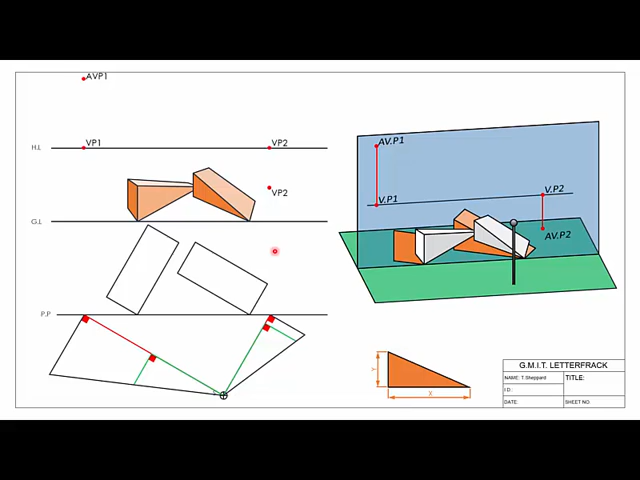 AVP1
H.L
VP1
VP2
VP2
G.L
P.P
AV.P1
V.P1
V.P2
AV.P2
Y
X
G.M.I.T. LETTERFRACK
NAME: T.Sheppard
TITLE:
I.D.:
DATE:
SHEET NO: